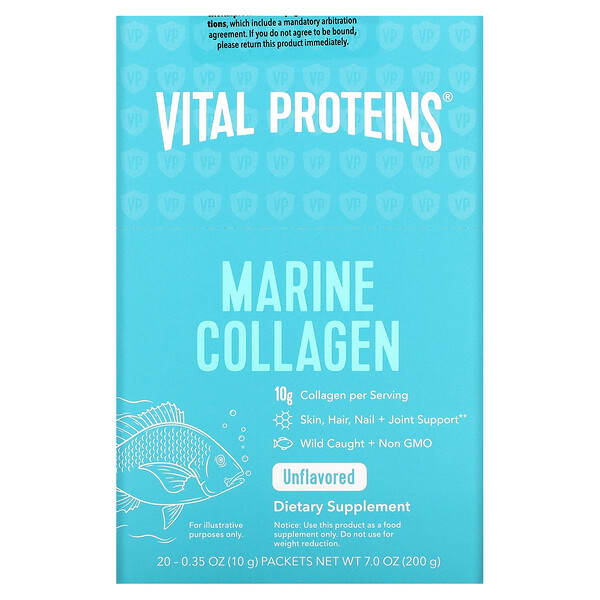 tions, which include a mandatory arbitration
agreement. If you do not agree to be bound,
please return this product immediately.
VITAL PROTEINS®
MARINE
COLLAGEN
10g Collagen per Serving
Skin, Hair, Nail + Joint Support**
Wild Caught + Non GMO
Unflavored
Dietary Supplement
For illustrative
purposes only.
Notice: Use this product as a food
supplement only. Do not use for
weight reduction.
20 – 0.35 OZ (10 g) PACKETS NET WT 7.0 OZ (200 g)